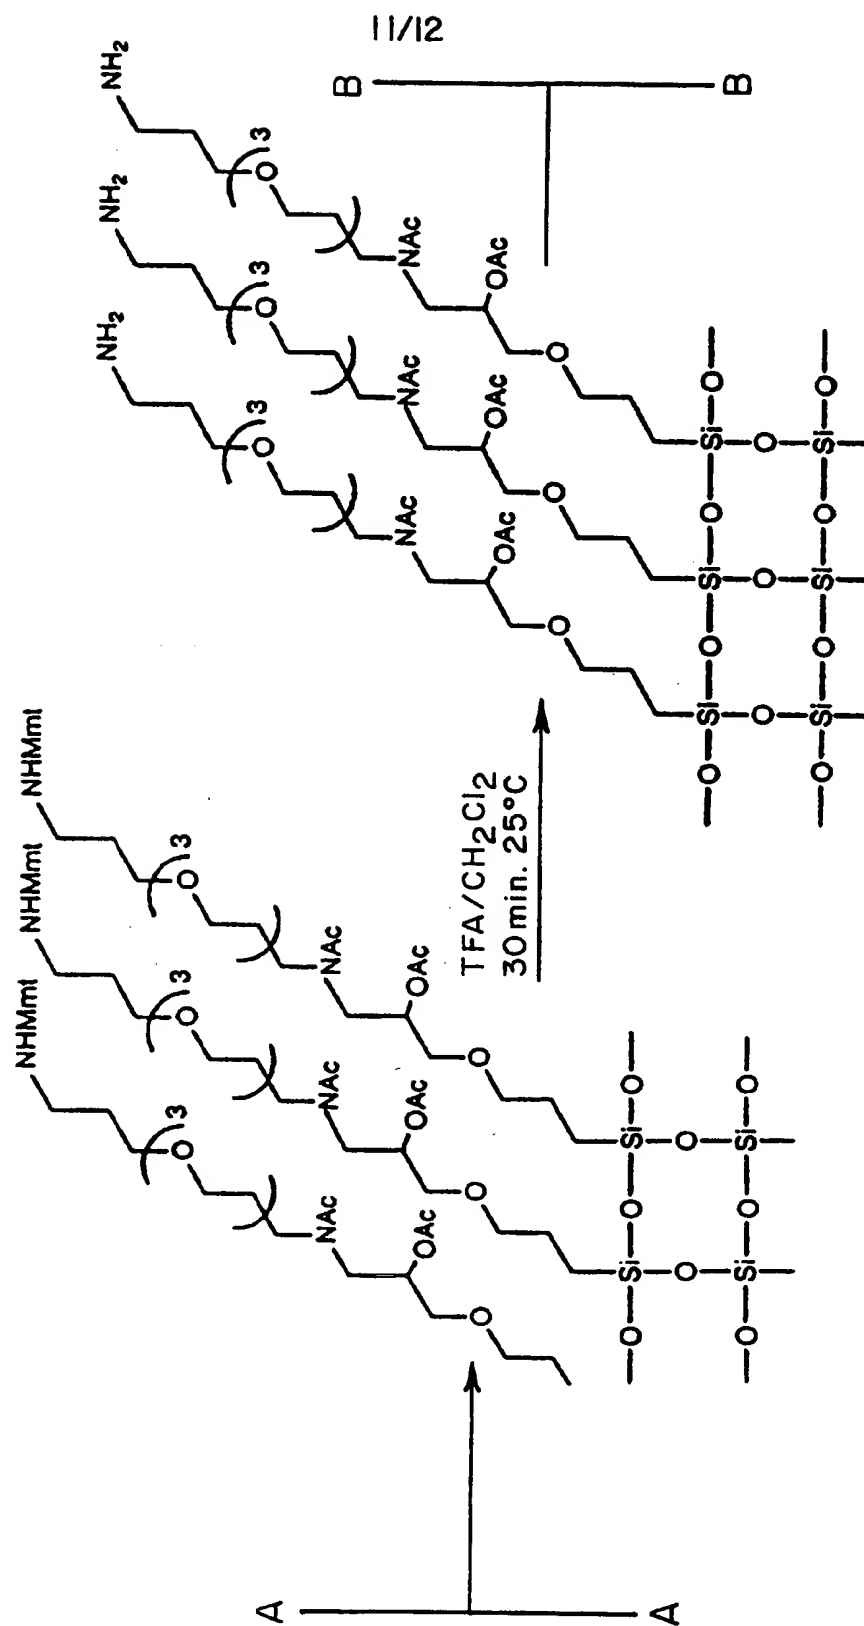 11/12
A
A
NHMmt
NHMmt
NHMmt
3
3
3
O
O
O
NAc
NAc
NAc
OAc
OAc
OAc
O
O
O
—O—Si—O—Si—O—
O
O
—O—Si—O—Si—O—
TFA/CH2Cl2
30 min. 25°C
NH2
NH2
NH2
3
3
3
O
O
O
NAc
NAc
NAc
OAc
OAc
OAc
O
O
O
—O—Si—O—Si—O—Si—O—
O
O
O
—O—Si—O—Si—O—Si—O—
B
B